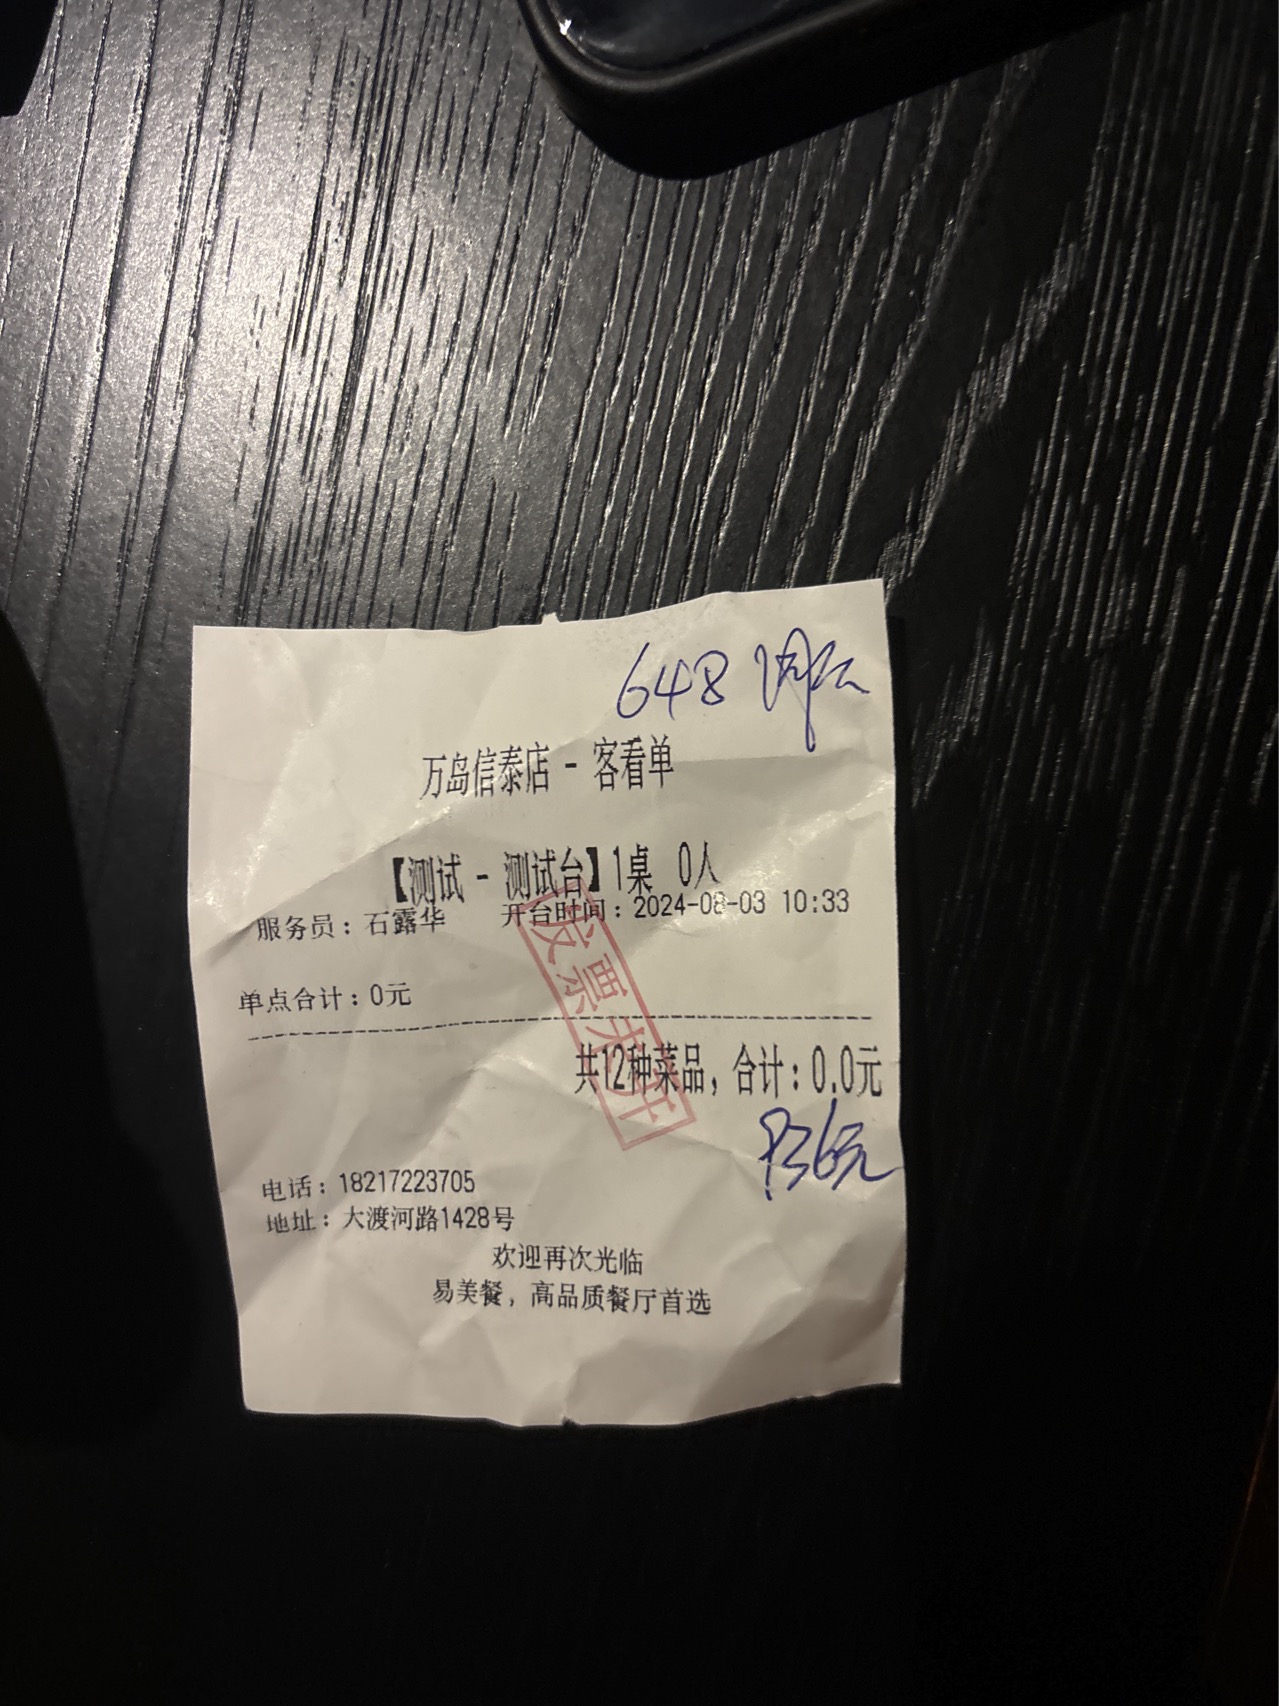 648
万岛信泰店 - 客看单
【测试 - 测试台】1桌 0人
服务员：石露华 开台时间：2024-08-03 10:33
单点合计：0元
共12种菜品，合计：0.0元
936元
发票未开
电话：18217223705
地址：大渡河路1428号
欢迎再次光临
易美餐，高品质餐厅首选